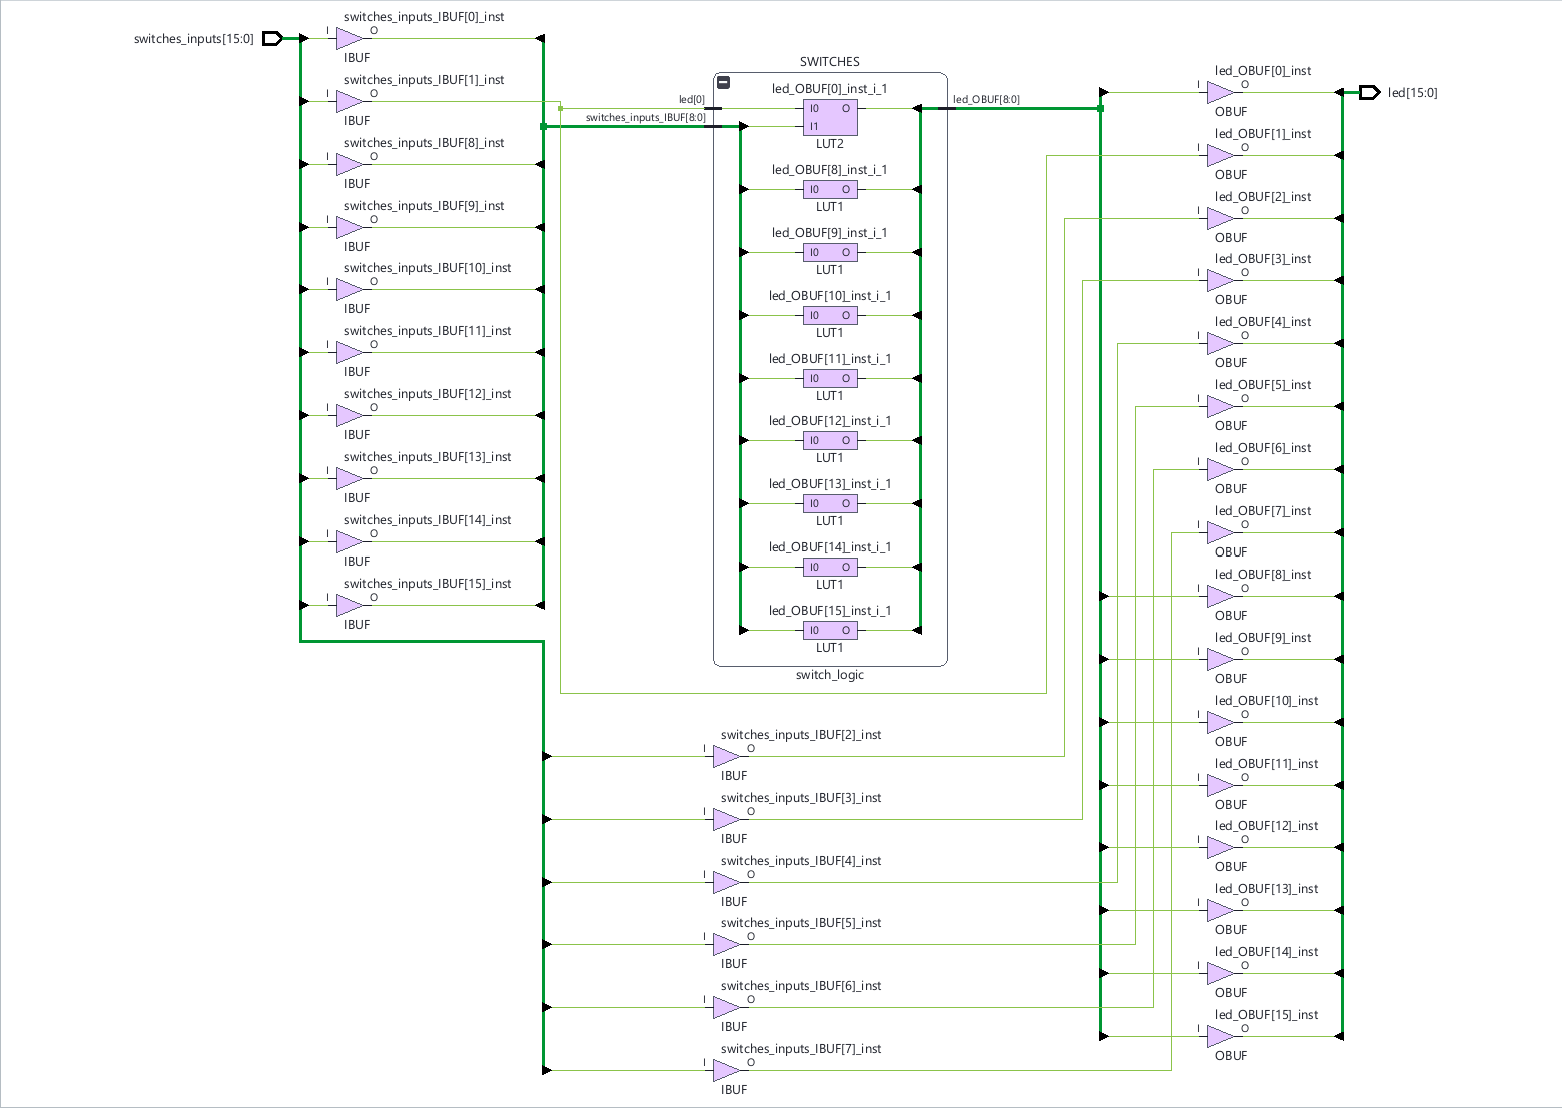 switches_inputs[15:0]
switches_inputs_IBUF[0]_inst
I
O
IBUF
switches_inputs_IBUF[1]_inst
I
O
IBUF
switches_inputs_IBUF[8]_inst
I
O
IBUF
switches_inputs_IBUF[9]_inst
I
O
IBUF
switches_inputs_IBUF[10]_inst
I
O
IBUF
switches_inputs_IBUF[11]_inst
I
O
IBUF
switches_inputs_IBUF[12]_inst
I
O
IBUF
switches_inputs_IBUF[13]_inst
I
O
IBUF
switches_inputs_IBUF[14]_inst
I
O
IBUF
switches_inputs_IBUF[15]_inst
I
O
IBUF
SWITCHES
led[0]
switches_inputs_IBUF[8:0]
led_OBUF[0]_inst_i_1
I0 O
I1
LUT2
led_OBUF[8:0]
led_OBUF[8]_inst_i_1
I0 O
LUT1
led_OBUF[9]_inst_i_1
I0 O
LUT1
led_OBUF[10]_inst_i_1
I0 O
LUT1
led_OBUF[11]_inst_i_1
I0 O
LUT1
led_OBUF[12]_inst_i_1
I0 O
LUT1
led_OBUF[13]_inst_i_1
I0 O
LUT1
led_OBUF[14]_inst_i_1
I0 O
LUT1
led_OBUF[15]_inst_i_1
I0 O
LUT1
switch_logic
switches_inputs_IBUF[2]_inst
I
O
IBUF
switches_inputs_IBUF[3]_inst
I
O
IBUF
switches_inputs_IBUF[4]_inst
I
O
IBUF
switches_inputs_IBUF[5]_inst
I
O
IBUF
switches_inputs_IBUF[6]_inst
I
O
IBUF
switches_inputs_IBUF[7]_inst
I
O
IBUF
led_OBUF[0]_inst
I
O
OBUF
led[15:0]
led_OBUF[1]_inst
I
O
OBUF
led_OBUF[2]_inst
I
O
OBUF
led_OBUF[3]_inst
I
O
OBUF
led_OBUF[4]_inst
I
O
OBUF
led_OBUF[5]_inst
I
O
OBUF
led_OBUF[6]_inst
I
O
OBUF
led_OBUF[7]_inst
I
O
OBUF
led_OBUF[8]_inst
I
O
OBUF
led_OBUF[9]_inst
I
O
OBUF
led_OBUF[10]_inst
I
O
OBUF
led_OBUF[11]_inst
I
O
OBUF
led_OBUF[12]_inst
I
O
OBUF
led_OBUF[13]_inst
I
O
OBUF
led_OBUF[14]_inst
I
O
OBUF
led_OBUF[15]_inst
I
O
OBUF